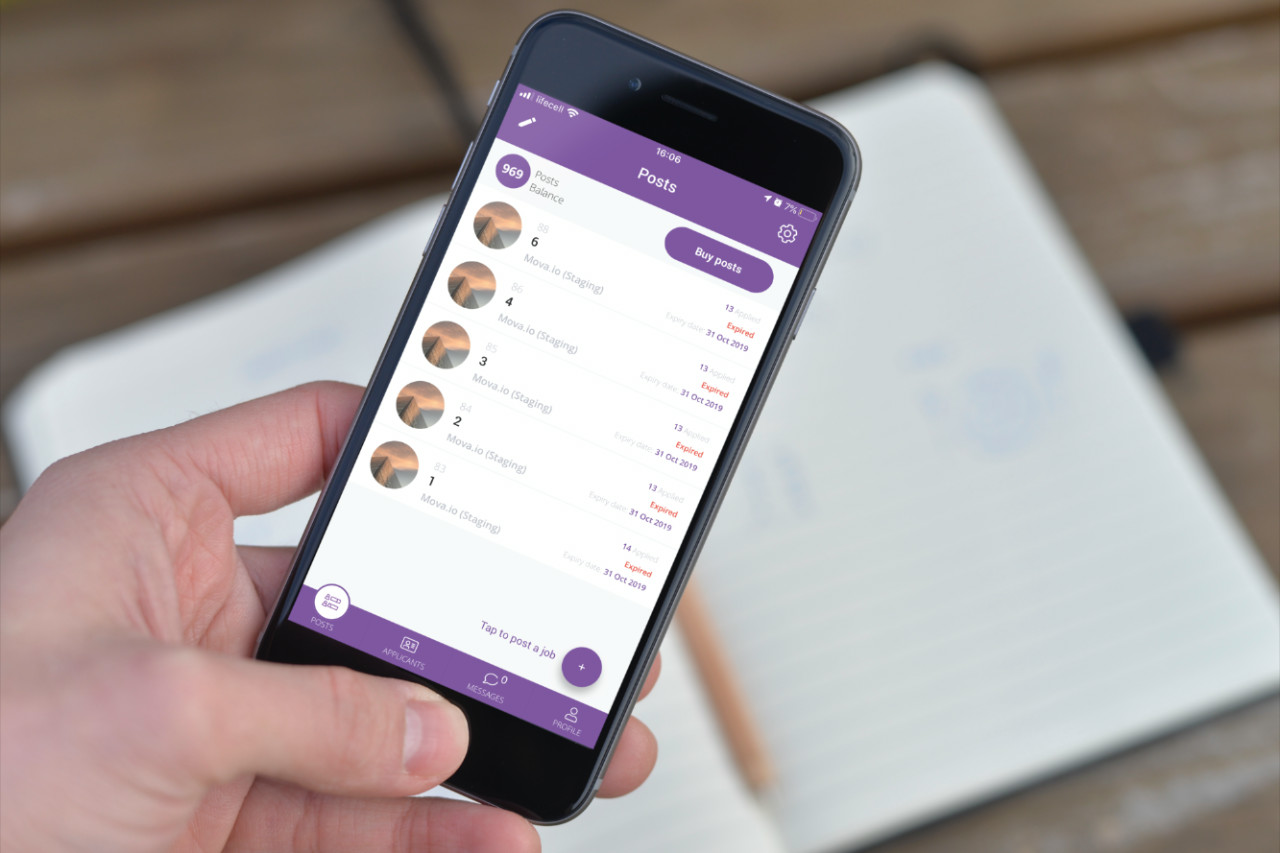 lifecell
16:06
7%
Posts
969
Posts
Balance
Buy posts
88
6
Mova.io (Staging)
13 Applied
Expired
Expiry date: 31 Oct 2019
86
4
Mova.io (Staging)
13 Applied
Expired
Expiry date: 31 Oct 2019
85
3
Mova.io (Staging)
13 Applied
Expired
Expiry date: 31 Oct 2019
84
2
Mova.io (Staging)
13 Applied
Expired
Expiry date: 31 Oct 2019
83
1
Mova.io (Staging)
14 Applied
Expired
Expiry date: 31 Oct 2019
Tap to post a job
+
POSTS
APPLICANTS
0
MESSAGES
PROFILE